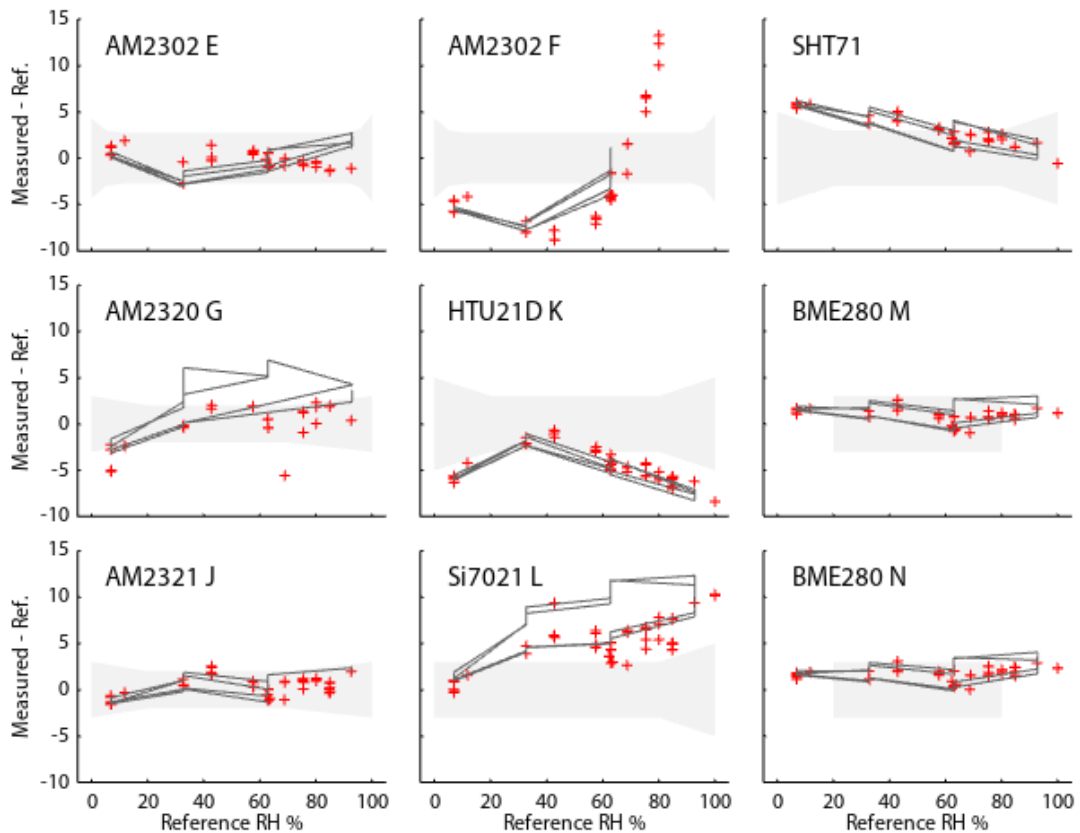 15
10
5
0
-5
-10
Measured - Ref.
AM2302 E
AM2302 F
SHT71
15
10
5
0
-5
-10
Measured - Ref.
AM2320 G
HTU21D K
BME280 M
15
10
5
0
-5
-10
Measured - Ref.
AM2321 J
Si7021 L
BME280 N
0 20 40 60 80 100
0 20 40 60 80 100
0 20 40 60 80 100
Reference RH %
Reference RH %
Reference RH %